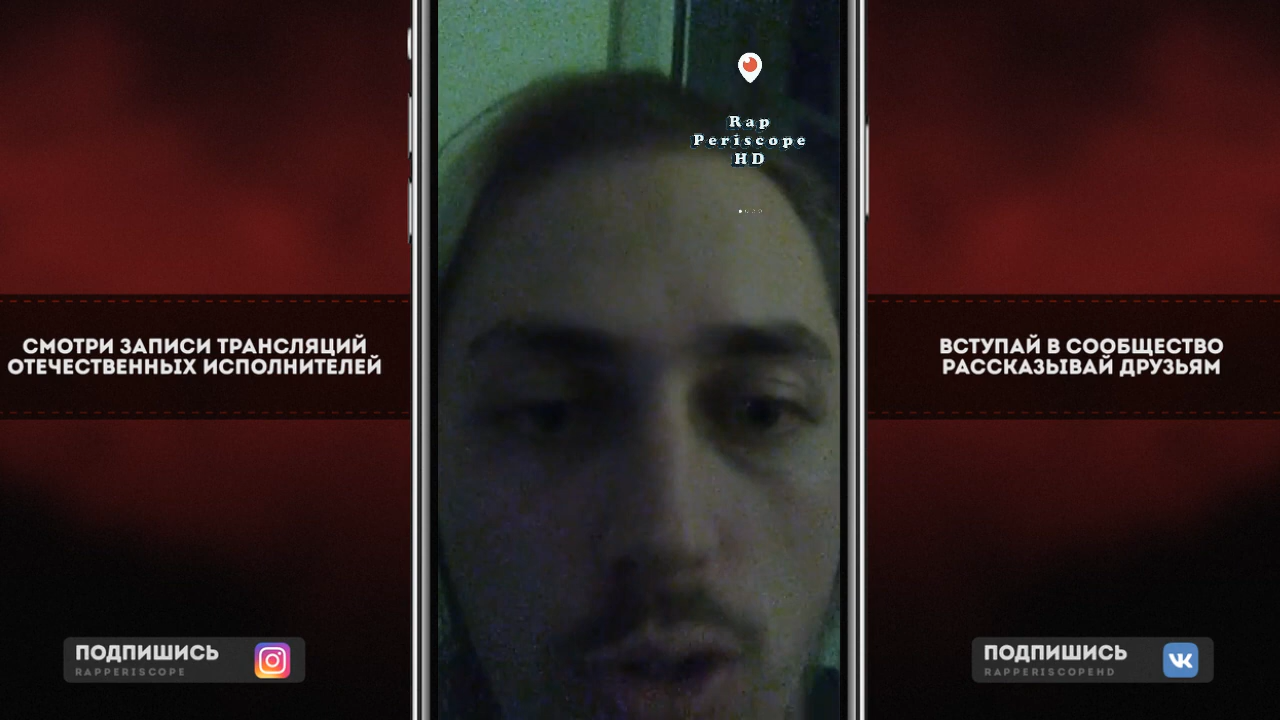 Rap
Periscope
HD
СМОТРИ ЗАПИСИ ТРАНСЛЯЦИЙ
ОТЕЧЕСТВЕННЫХ ИСПОЛНИТЕЛЕЙ
ВСТУПАЙ В СООБЩЕСТВО
РАССКАЗЫВАЙ ДРУЗЬЯМ
ПОДПИШИСЬ
RAPPERISCOPE
ПОДПИШИСЬ
RAPPERISCOPEHD